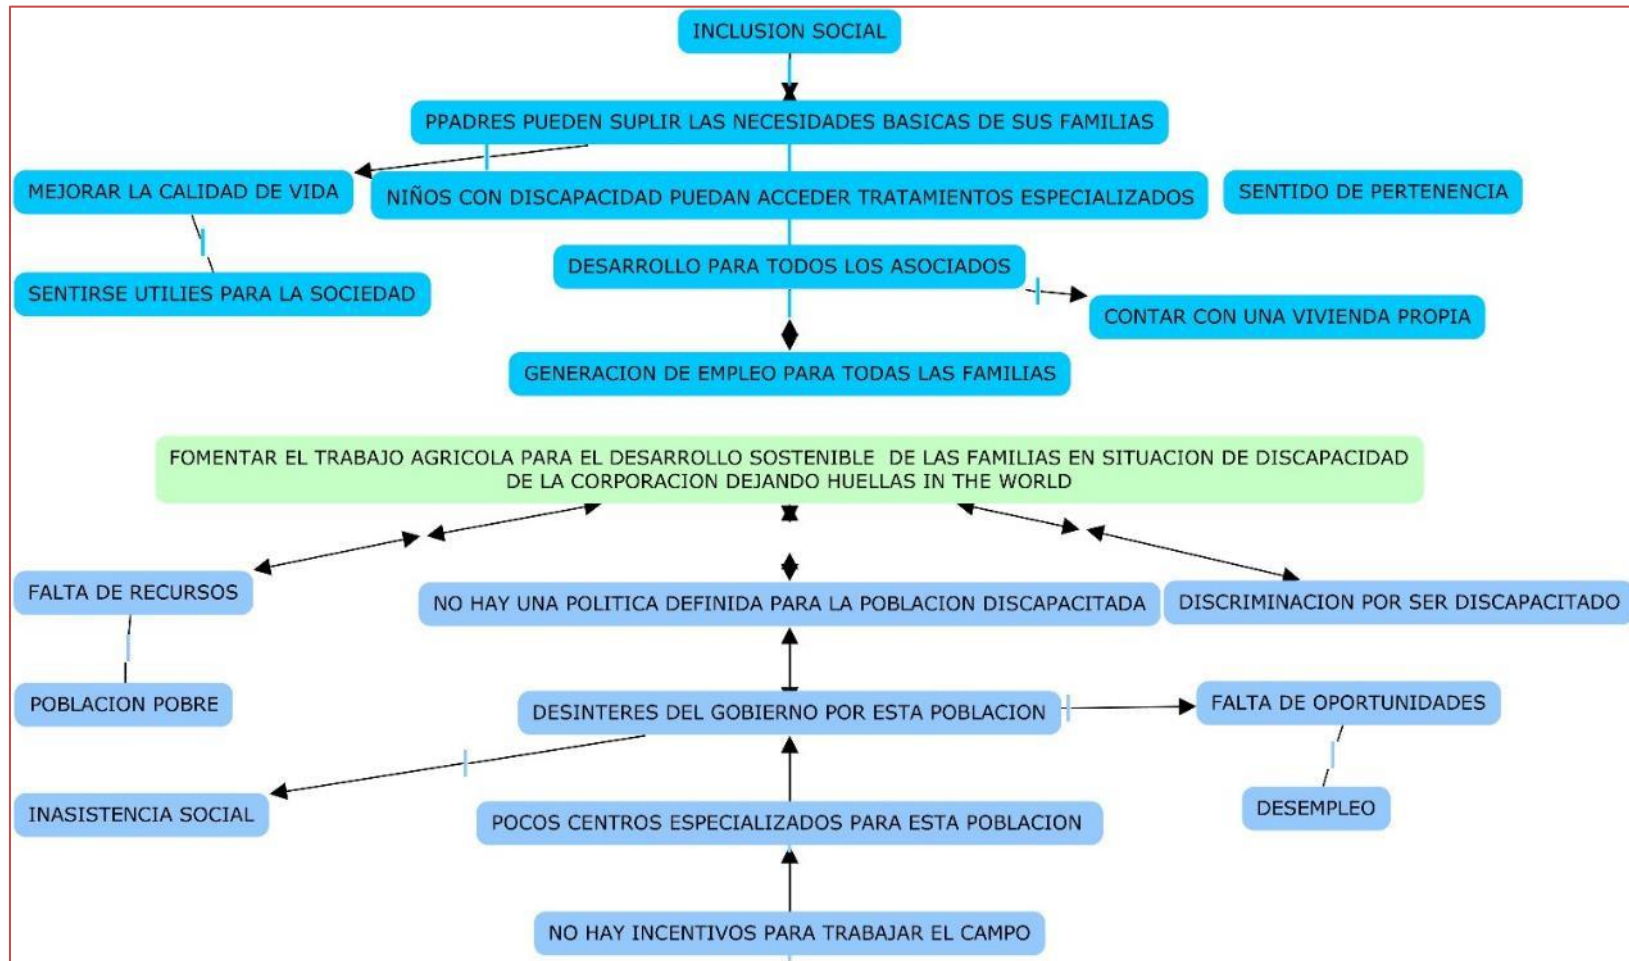 INCLUSION SOCIAL
PPADRES PUEDEN SUPLIR LAS NECESIDADES BASICAS DE SUS FAMILIAS
MEJORAR LA CALIDAD DE VIDA
NIÑOS CON DISCAPACIDAD PUEDAN ACCEDER TRATAMIENTOS ESPECIALIZADOS
SENTIDO DE PERTENENCIA
DESARROLLO PARA TODOS LOS ASOCIADOS
SENTIRSE UTILIES PARA LA SOCIEDAD
CONTAR CON UNA VIVIENDA PROPIA
GENERACION DE EMPLEO PARA TODAS LAS FAMILIAS
FOMENTAR EL TRABAJO AGRICOLA PARA EL DESARROLLO SOSTENIBLE DE LAS FAMILIAS EN SITUACION DE DISCAPACIDAD
DE LA CORPORACION DEJANDO HUELLAS IN THE WORLD
FALTA DE RECURSOS
NO HAY UNA POLITICA DEFINIDA PARA LA POBLACION DISCAPACITADA
DISCRIMINACION POR SER DISCAPACITADO
POBLACION POBRE
DESINTERES DEL GOBIERNO POR ESTA POBLACION
FALTA DE OPORTUNIDADES
INASISTENCIA SOCIAL
POCOS CENTROS ESPECIALIZADOS PARA ESTA POBLACION
DESEMPLEO
NO HAY INCENTIVOS PARA TRABAJAR EL CAMPO